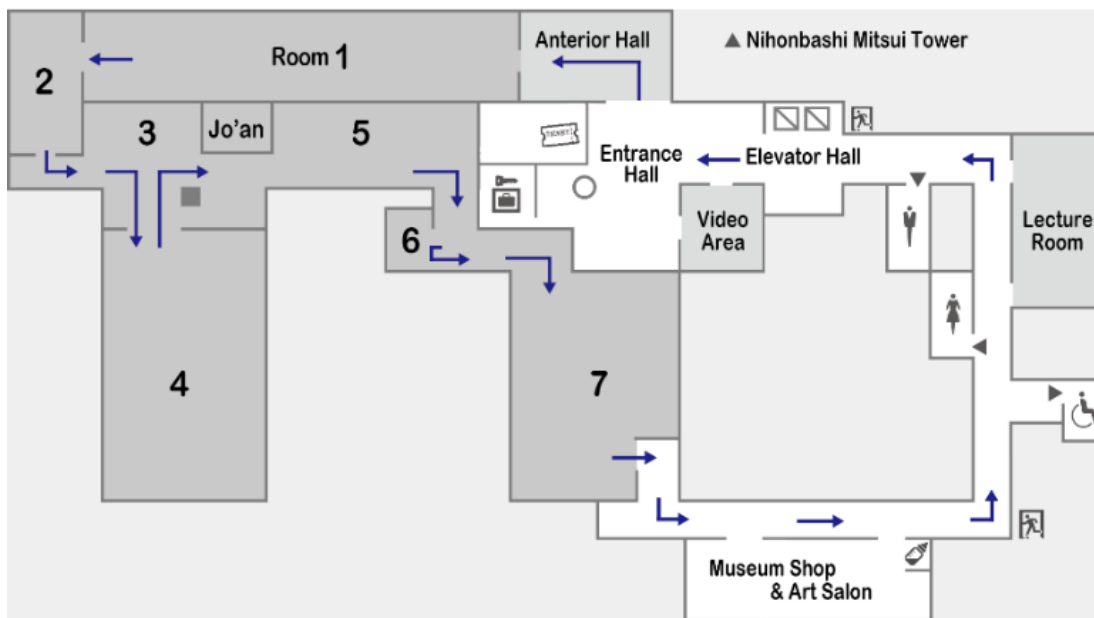 Room 1
Anterior Hall
▲ Nihonbashi Mitsui Tower
2
3
Jo'an
5
TICKET
Entrance
Hall
Elevator Hall
Video
Area
Lecture
Room
6
4
7
Museum Shop
& Art Salon